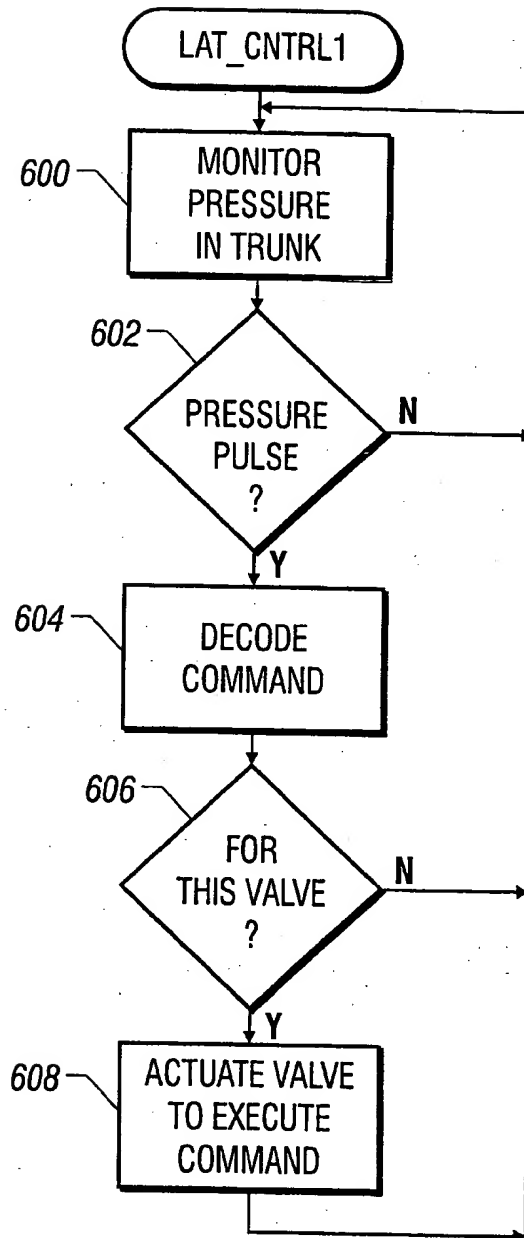 LAT_CNTRL1
600
MONITOR
PRESSURE
IN TRUNK
602
PRESSURE
PULSE
?
N
Y
604
DECODE
COMMAND
606
FOR
THIS VALVE
?
N
Y
608
ACTUATE VALVE
TO EXECUTE
COMMAND